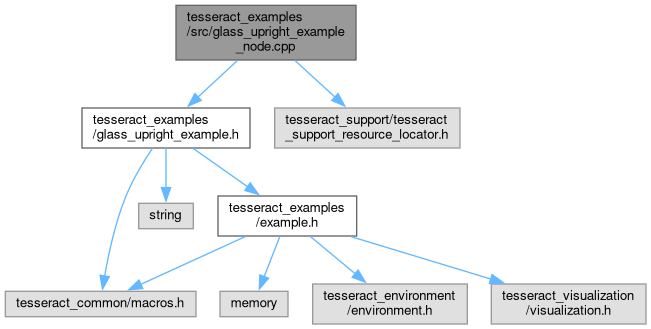 tesseract_examples
/src/glass_upright_example
_node.cpp
tesseract_examples
/glass_upright_example.h
tesseract_support/tesseract
_support_resource_locator.h
string
tesseract_examples
/example.h
tesseract_common/macros.h
memory
tesseract_environment
/environment.h
tesseract_visualization
/visualization.h